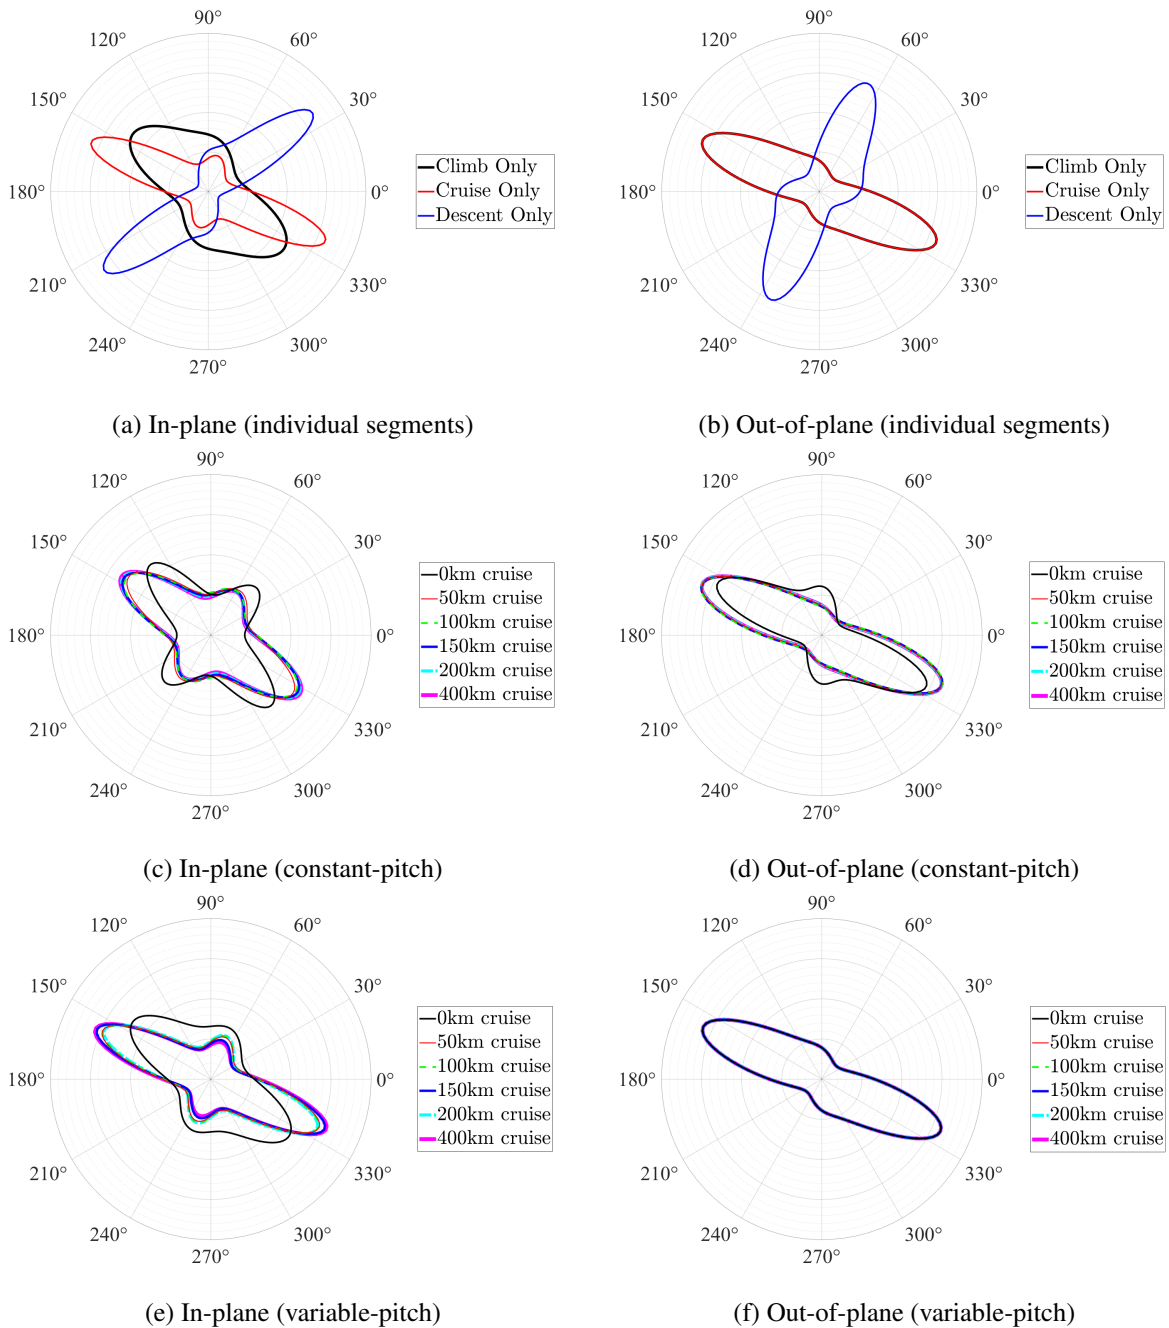 90°
120°
60°
150°
30°
180°
0°
210°
330°
240°
300°
270°
Climb Only
Cruise Only
Descent Only
(a) In-plane (individual segments)
90°
120°
60°
150°
30°
180°
0°
210°
330°
240°
300°
270°
Climb Only
Cruise Only
Descent Only
(b) Out-of-plane (individual segments)
90°
120°
60°
150°
30°
180°
0°
210°
330°
240°
300°
270°
0km cruise
50km cruise
100km cruise
150km cruise
200km cruise
400km cruise
(c) In-plane (constant-pitch)
90°
120°
60°
150°
30°
180°
0°
210°
330°
240°
300°
270°
0km cruise
50km cruise
100km cruise
150km cruise
200km cruise
400km cruise
(d) Out-of-plane (constant-pitch)
90°
120°
60°
150°
30°
180°
0°
210°
330°
240°
300°
270°
0km cruise
50km cruise
100km cruise
150km cruise
200km cruise
400km cruise
(e) In-plane (variable-pitch)
90°
120°
60°
150°
30°
180°
0°
210°
330°
240°
300°
270°
0km cruise
50km cruise
100km cruise
150km cruise
200km cruise
400km cruise
(f) Out-of-plane (variable-pitch)